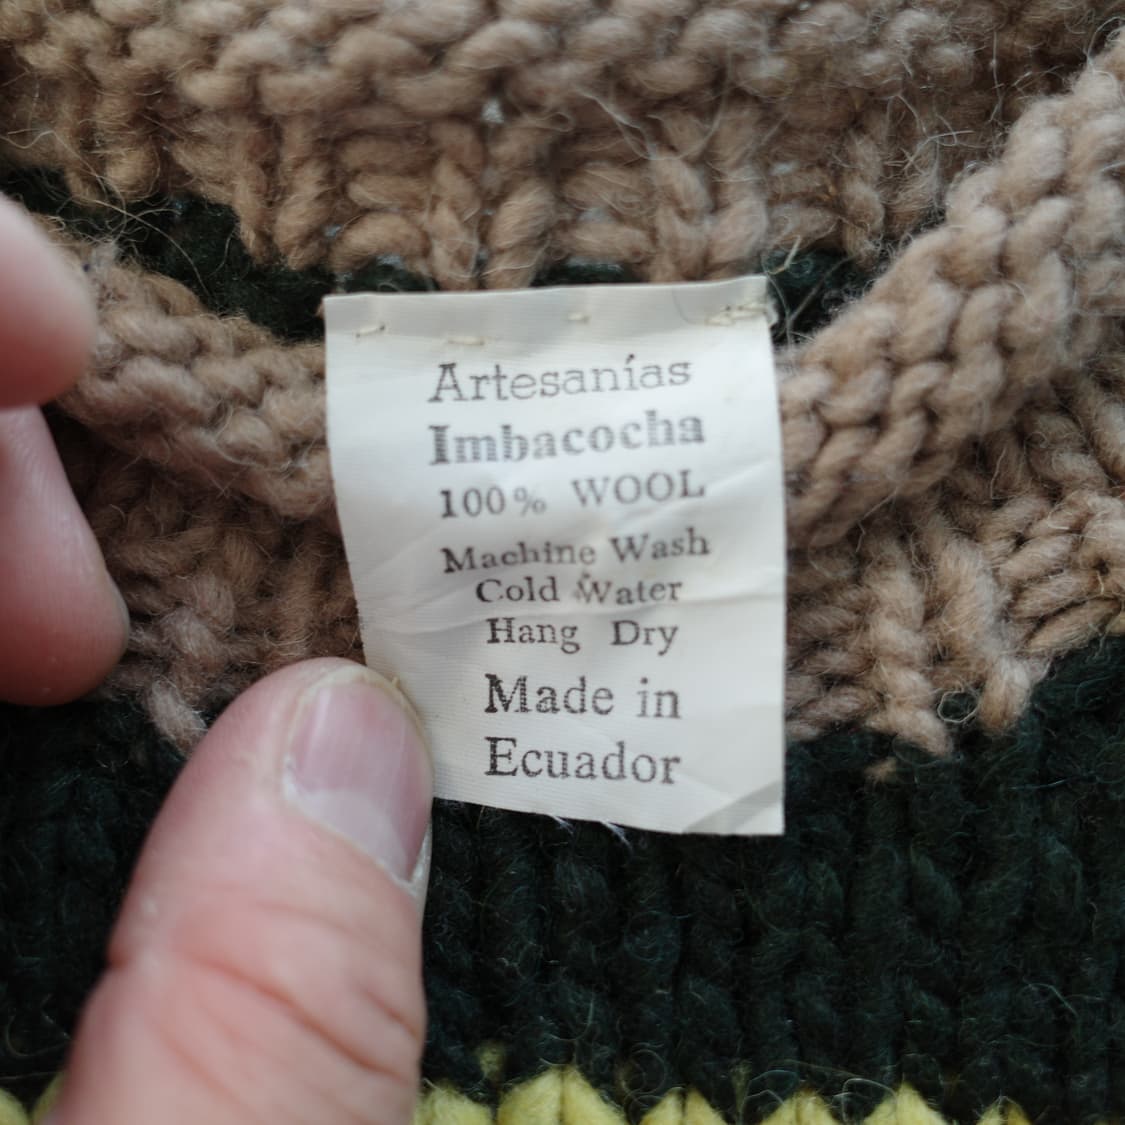 Artesanías
Imbacocha
100% WOOL
Machine Wash
Cold Water
Hang Dry
Made in
Ecuador